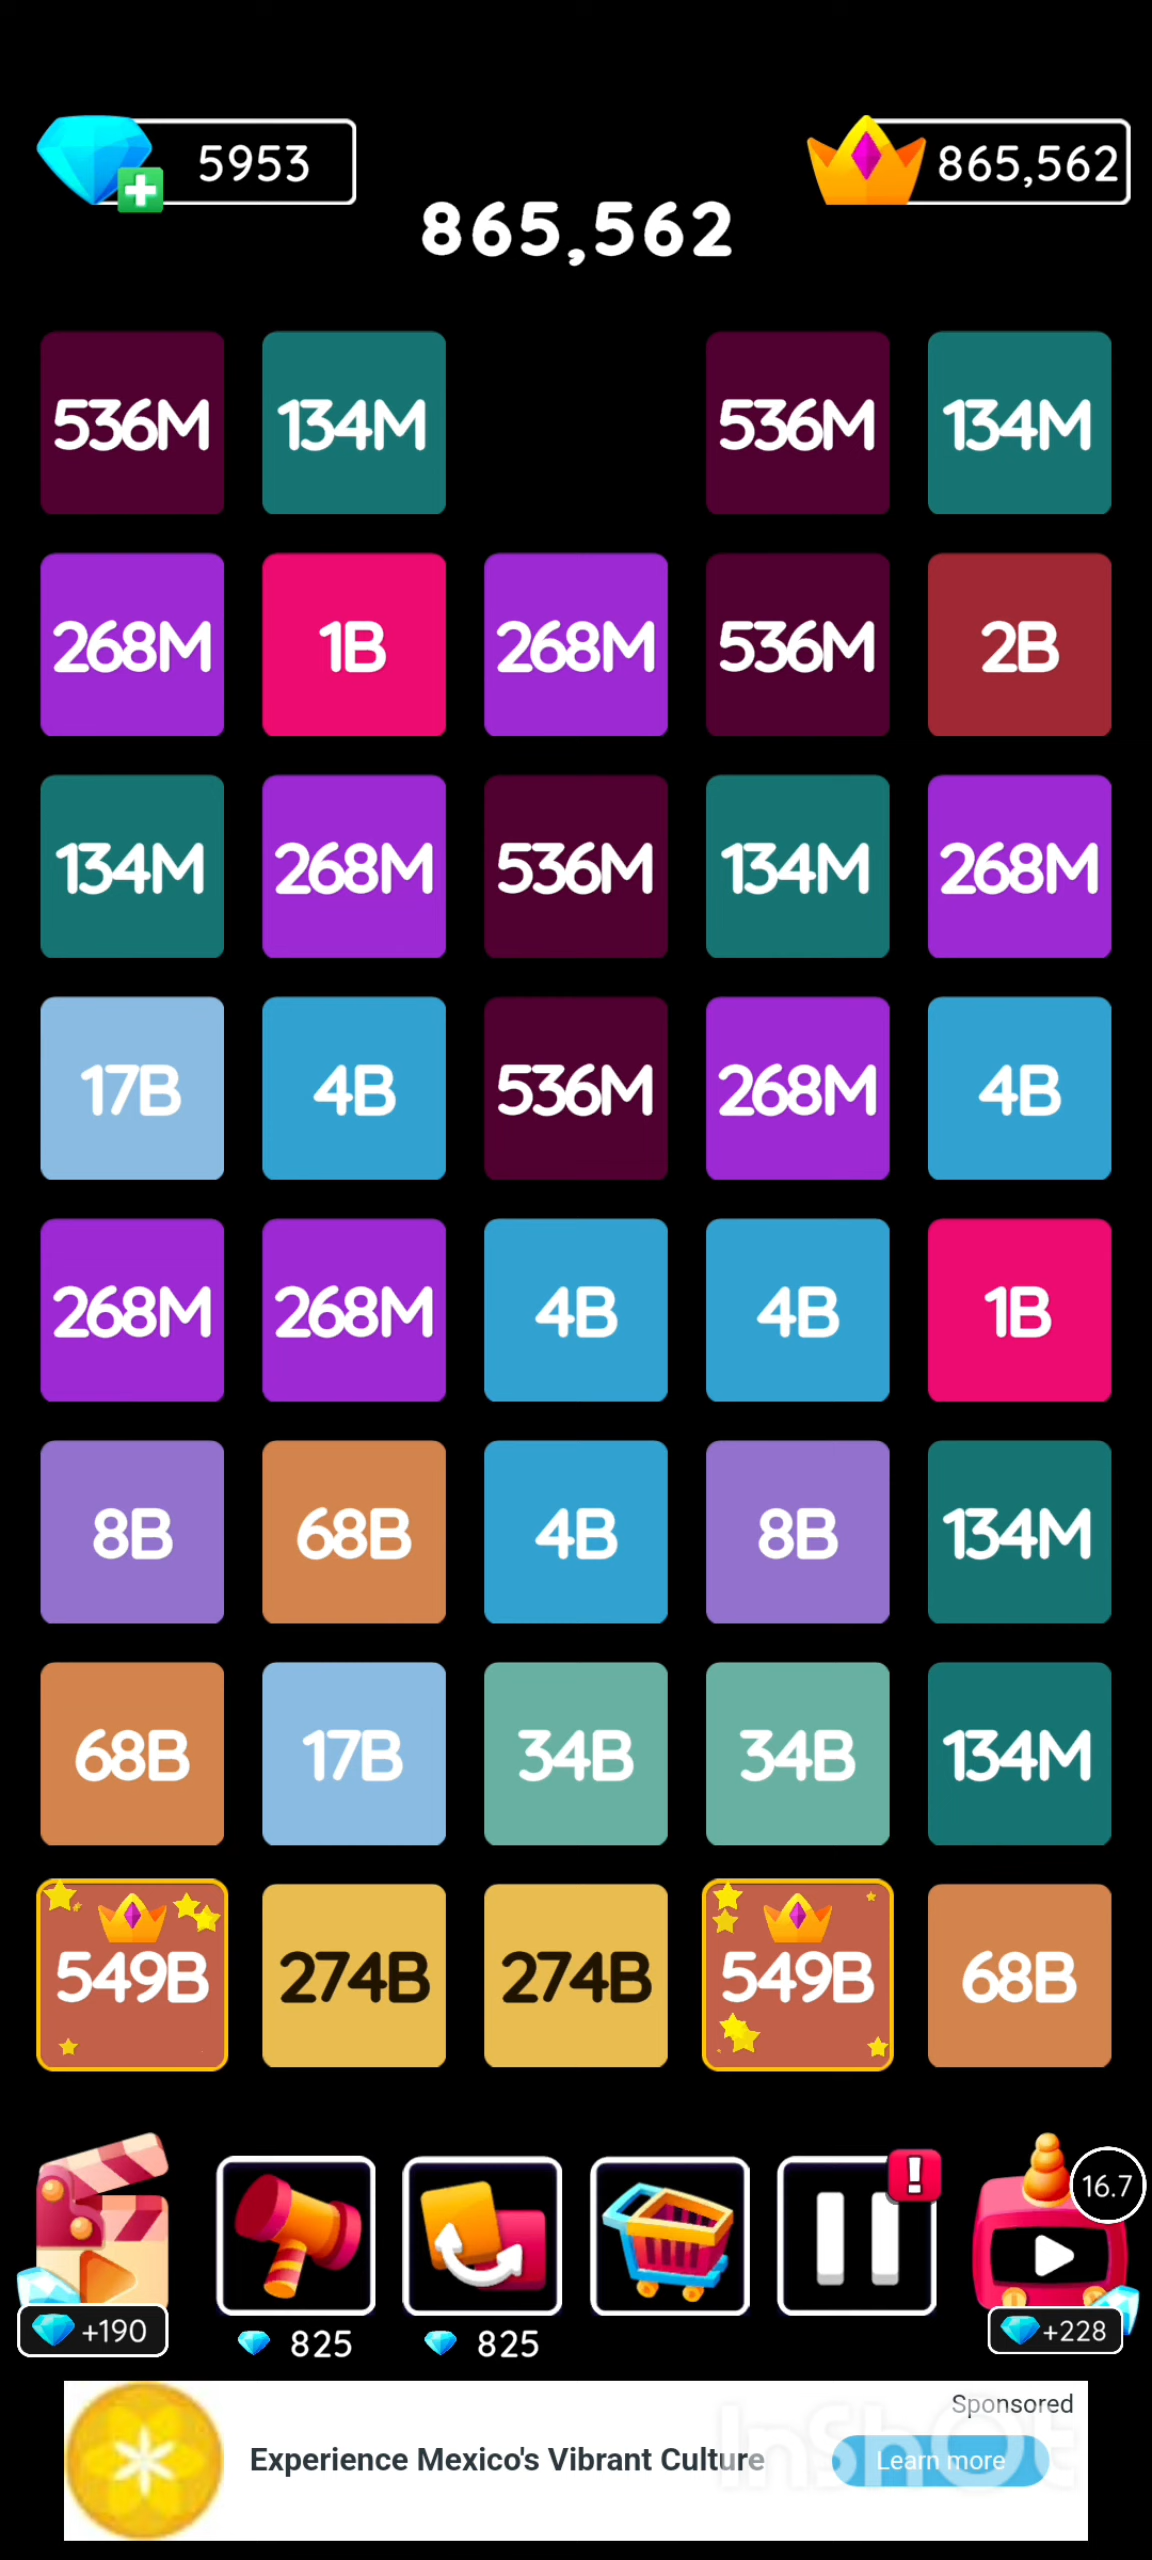 5953
865,562
865,562
536M 134M 536M 134M
268M 1B 268M 536M 2B
134M 268M 536M 134M 268M
17B 4B 536M 268M 4B
268M 268M 4B 4B 1B
8B 68B 4B 8B 134M
68B 17B 34B 34B 134M
549B 274B 274B 549B 68B
!
16.7
+190
825
825
+228
Sponsored
Experience Mexico's Vibrant Culture
Learn more
InShOt